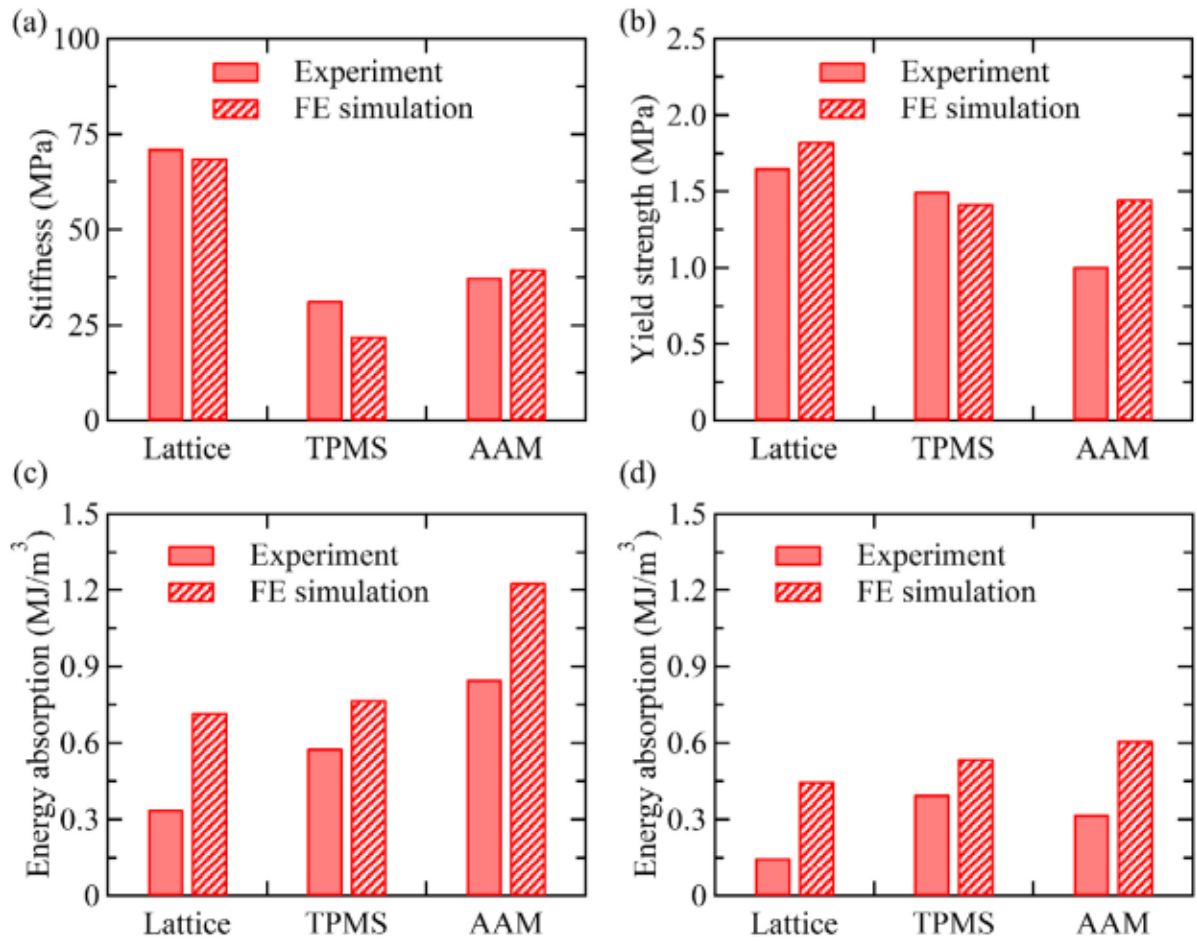 (a)
100
75
50
25
0
Stiffness (MPa)
Experiment
FE simulation
Lattice TPMS AAM
(b)
2.5
2.0
1.5
1.0
0.5
0
Yield strength (MPa)
Experiment
FE simulation
Lattice TPMS AAM
(c)
1.5
1.2
0.9
0.6
0.3
0
Energy absorption (MJ/m³)
Experiment
FE simulation
Lattice TPMS AAM
(d)
1.5
1.2
0.9
0.6
0.3
0
Energy absorption (MJ/m³)
Experiment
FE simulation
Lattice TPMS AAM